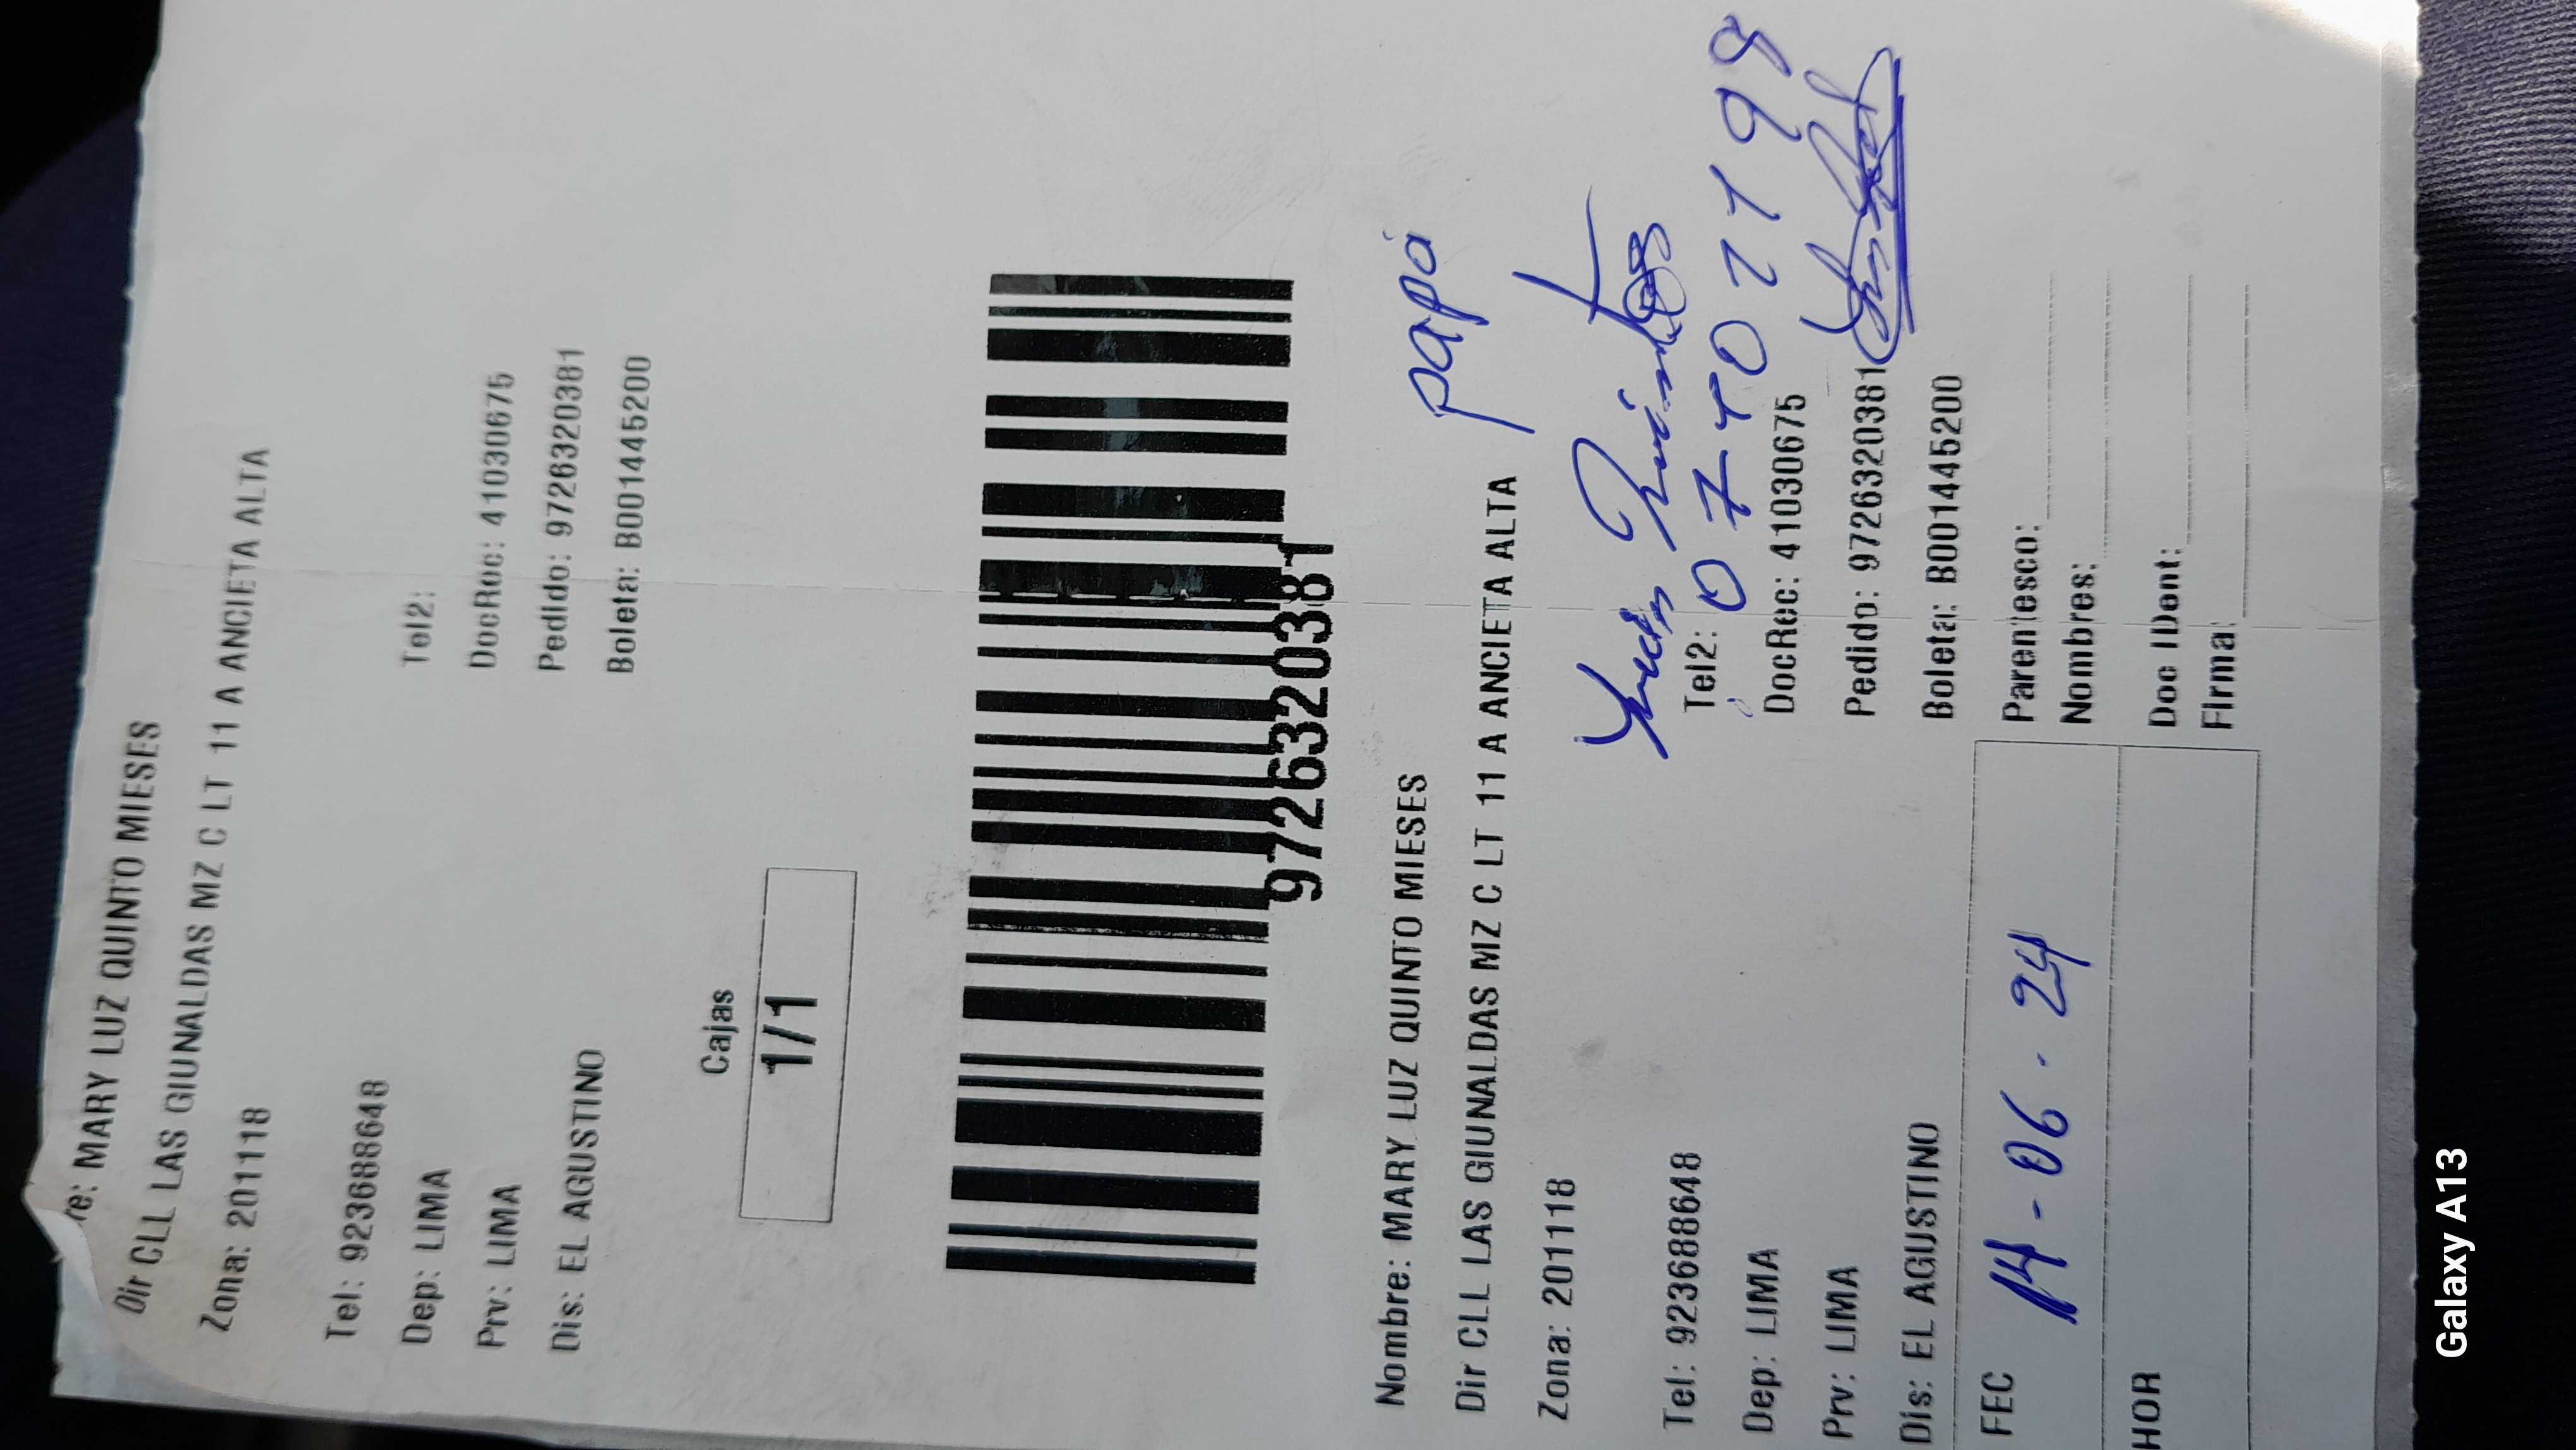 re: MARY LUZ QUINTO MIESES
Dir CLL LAS GIUNALDAS MZ C LT 11 A ANCIETA ALTA
Zona: 201118
Tel: 923688648
Tel2:
Dep: LIMA
DocRec: 41030675
Prv: LIMA
Pedido: 9726320381
Dis: EL AGUSTINO
Boleta: B001445200
Cajas
1/1
9726320381
papá
Nombre: MARY LUZ QUINTO MIESES
Dir CLL LAS GIUNALDAS MZ C LT 11 A ANCIETA ALTA
Zona: 201118
Tel: 923688648
Tel2:
Dep: LIMA
DocRec: 41030675
Prv: LIMA
Pedido: 9726320381
Dis: EL AGUSTINO
Boleta: B001445200
FEC
14-06.24
Parentesco:
Nombres:
HOR
Doc IDent:
Firma:
Galaxy A13